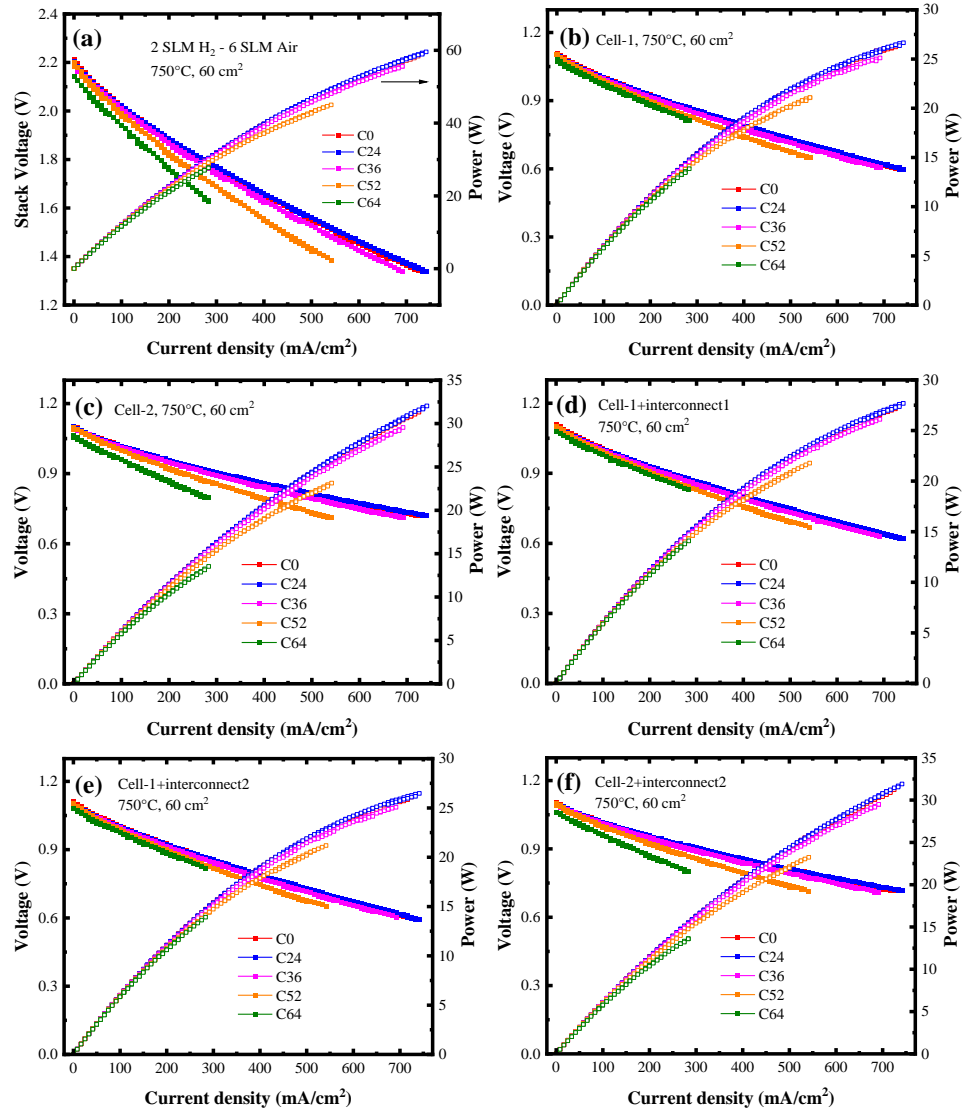 (a)
2 SLM H₂ - 6 SLM Air
750°C, 60 cm²
C0
C24
C36
C52
C64
Stack Voltage (V)
2.4
2.2
2.0
1.8
1.6
1.4
1.2
0 100 200 300 400 500 600 700
Current density (mA/cm²)
60
40
20
0
Power (W)
(b)
Cell-1, 750°C, 60 cm²
C0
C24
C36
C52
C64
Voltage (V)
1.2
0.9
0.6
0.3
0.0
0 100 200 300 400 500 600 700
Current density (mA/cm²)
30
25
20
15
10
5
0
Power (W)
(c)
Cell-2, 750°C, 60 cm²
C0
C24
C36
C52
C64
Voltage (V)
1.2
0.9
0.6
0.3
0.0
0 100 200 300 400 500 600 700
Current density (mA/cm²)
35
30
25
20
15
10
5
0
Power (W)
(d)
Cell-1+interconnect1
750°C, 60 cm²
C0
C24
C36
C52
C64
Voltage (V)
1.2
0.9
0.6
0.3
0.0
0 100 200 300 400 500 600 700
Current density (mA/cm²)
30
25
20
15
10
5
0
Power (W)
(e)
Cell-1+interconnect2
750°C, 60 cm²
C0
C24
C36
C52
C64
Voltage (V)
1.2
0.9
0.6
0.3
0.0
0 100 200 300 400 500 600 700
Current density (mA/cm²)
30
25
20
15
10
5
0
Power (W)
(f)
Cell-2+interconnect2
750°C, 60 cm²
C0
C24
C36
C52
C64
Voltage (V)
1.2
0.9
0.6
0.3
0.0
0 100 200 300 400 500 600 700
Current density (mA/cm²)
35
30
25
20
15
10
5
0
Power (W)